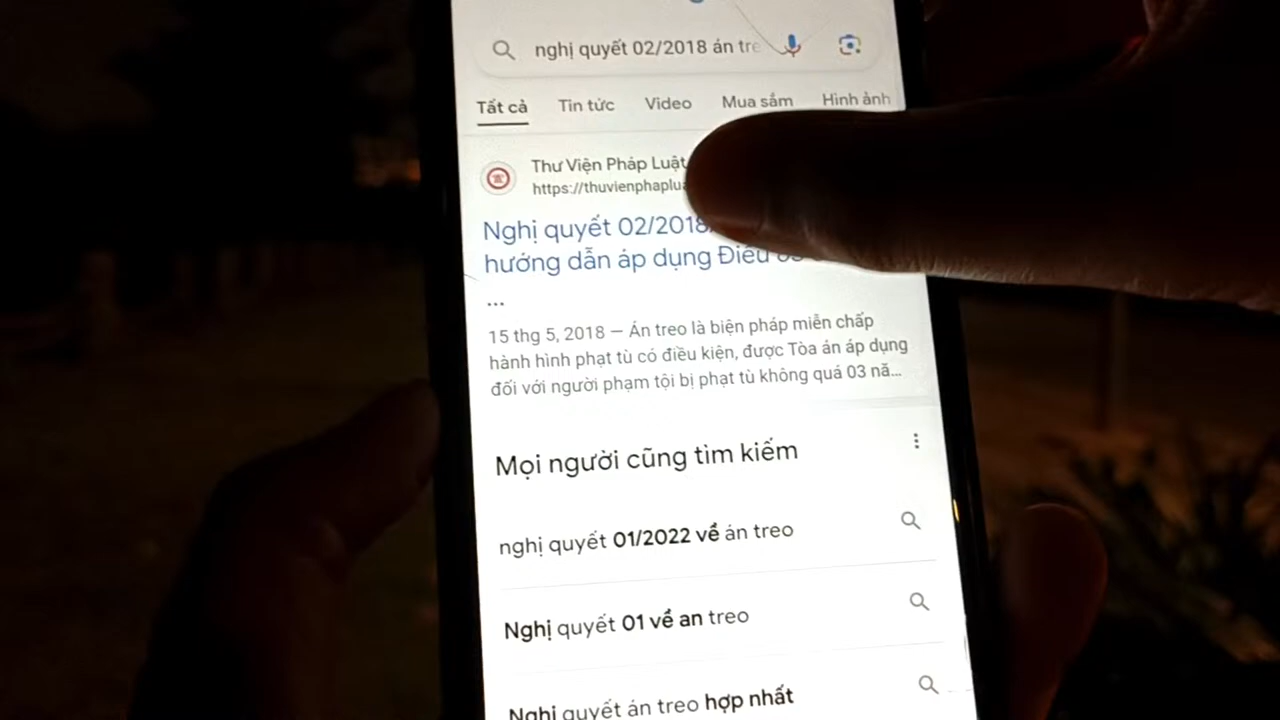 nghị quyết 02/2018 án tre
Tất cả Tin tức Video Mua sắm Hình ảnh
Thư Viện Pháp Luật
https://thuvienphaplua
Nghị quyết 02/2018
hướng dẫn áp dụng Điều
...
15 thg 5, 2018 — Án treo là biện pháp miễn chấp
hành hình phạt tù có điều kiện, được Tòa án áp dụng
đối với người phạm tội bị phạt tù không quá 03 nă...
Mọi người cũng tìm kiếm
nghị quyết 01/2022 về án treo
Nghị quyết 01 về an treo
Nghị quyết án treo hợp nhất